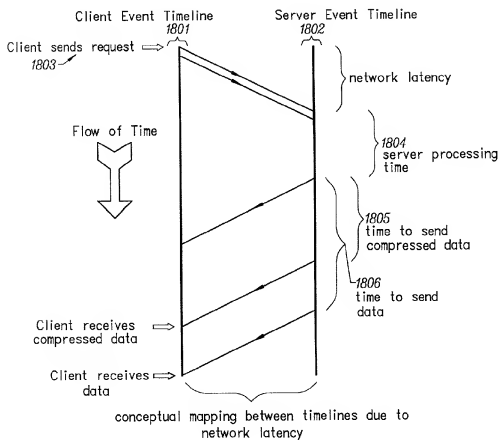 Client Event Timeline
1801
Server Event Timeline
1802
Client sends request
1803
network latency
Flow of Time
1804
server processing
time
1805
time to send
compressed data
1806
time to send
data
Client receives
compressed data
Client receives
data
conceptual mapping between timelines due to
network latency